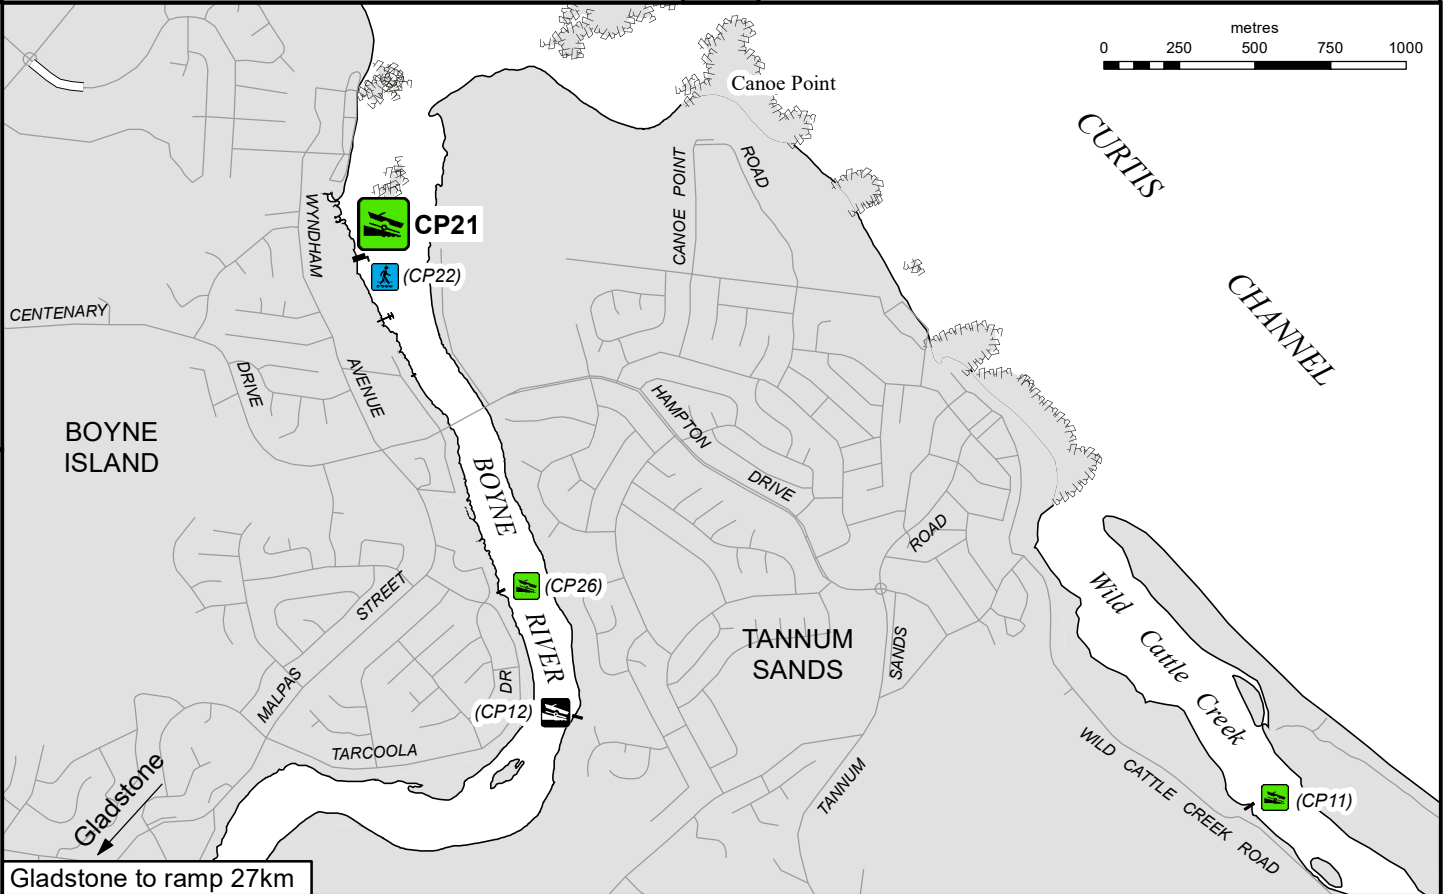 metres
0 250 500 750 1000
Canoe Point
CURTIS
CHANNEL
CANOE POINT
ROAD
WYNDHAM
AVENUE
CP21
(CP22)
CENTENARY
DRIVE
BOYNE
ISLAND
HAMPTON
DRIVE
BOYNE
RIVER
ROAD
(CP26)
STREET
MALPAS
TANNUM
SANDS
SANDS
TANNUM
Wild
Cattle
Creek
DR
(CP12)
TARCOOLA
WILD CATTLE CREEK ROAD
(CP11)
Gladstone
Gladstone to ramp 27km